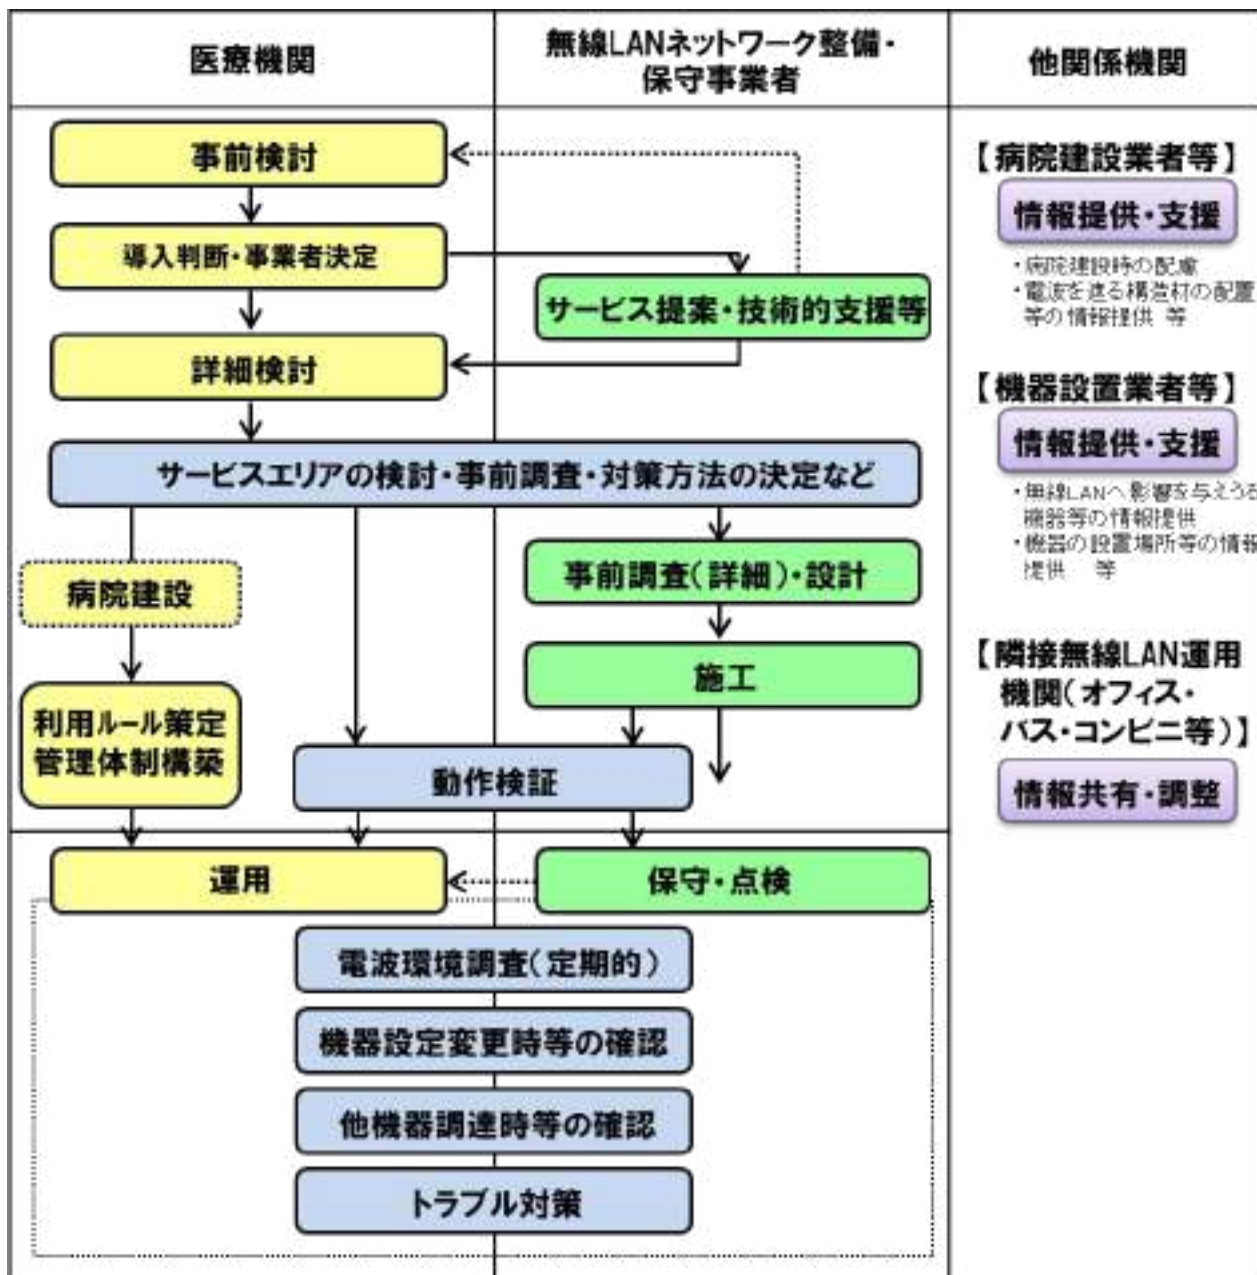 医療機関
無線LANネットワーク整備・
保守事業者
他関係機関
事前検討
導入判断・事業者決定
サービス提案・技術的支援等
詳細検討
サービスエリアの検討・事前調査・対策方法の決定など
病院建設
事前調査(詳細)・設計
施工
利用ルール策定
管理体制構築
動作検証
運用
保守・点検
電波環境調査(定期的)
機器設定変更時等の確認
他機器調達時等の確認
トラブル対策
【病院建設業者等】
情報提供・支援
・病院建設時の配慮
・電波を遮る構造材の配置
等の情報提供 等
【機器設置業者等】
情報提供・支援
・無線LANへ影響を与えうる
機器等の情報提供
・機器の設置場所等の情報
提供 等
【隣接無線LAN運用
機関(オフィス・
バス・コンビニ等)】
情報共有・調整